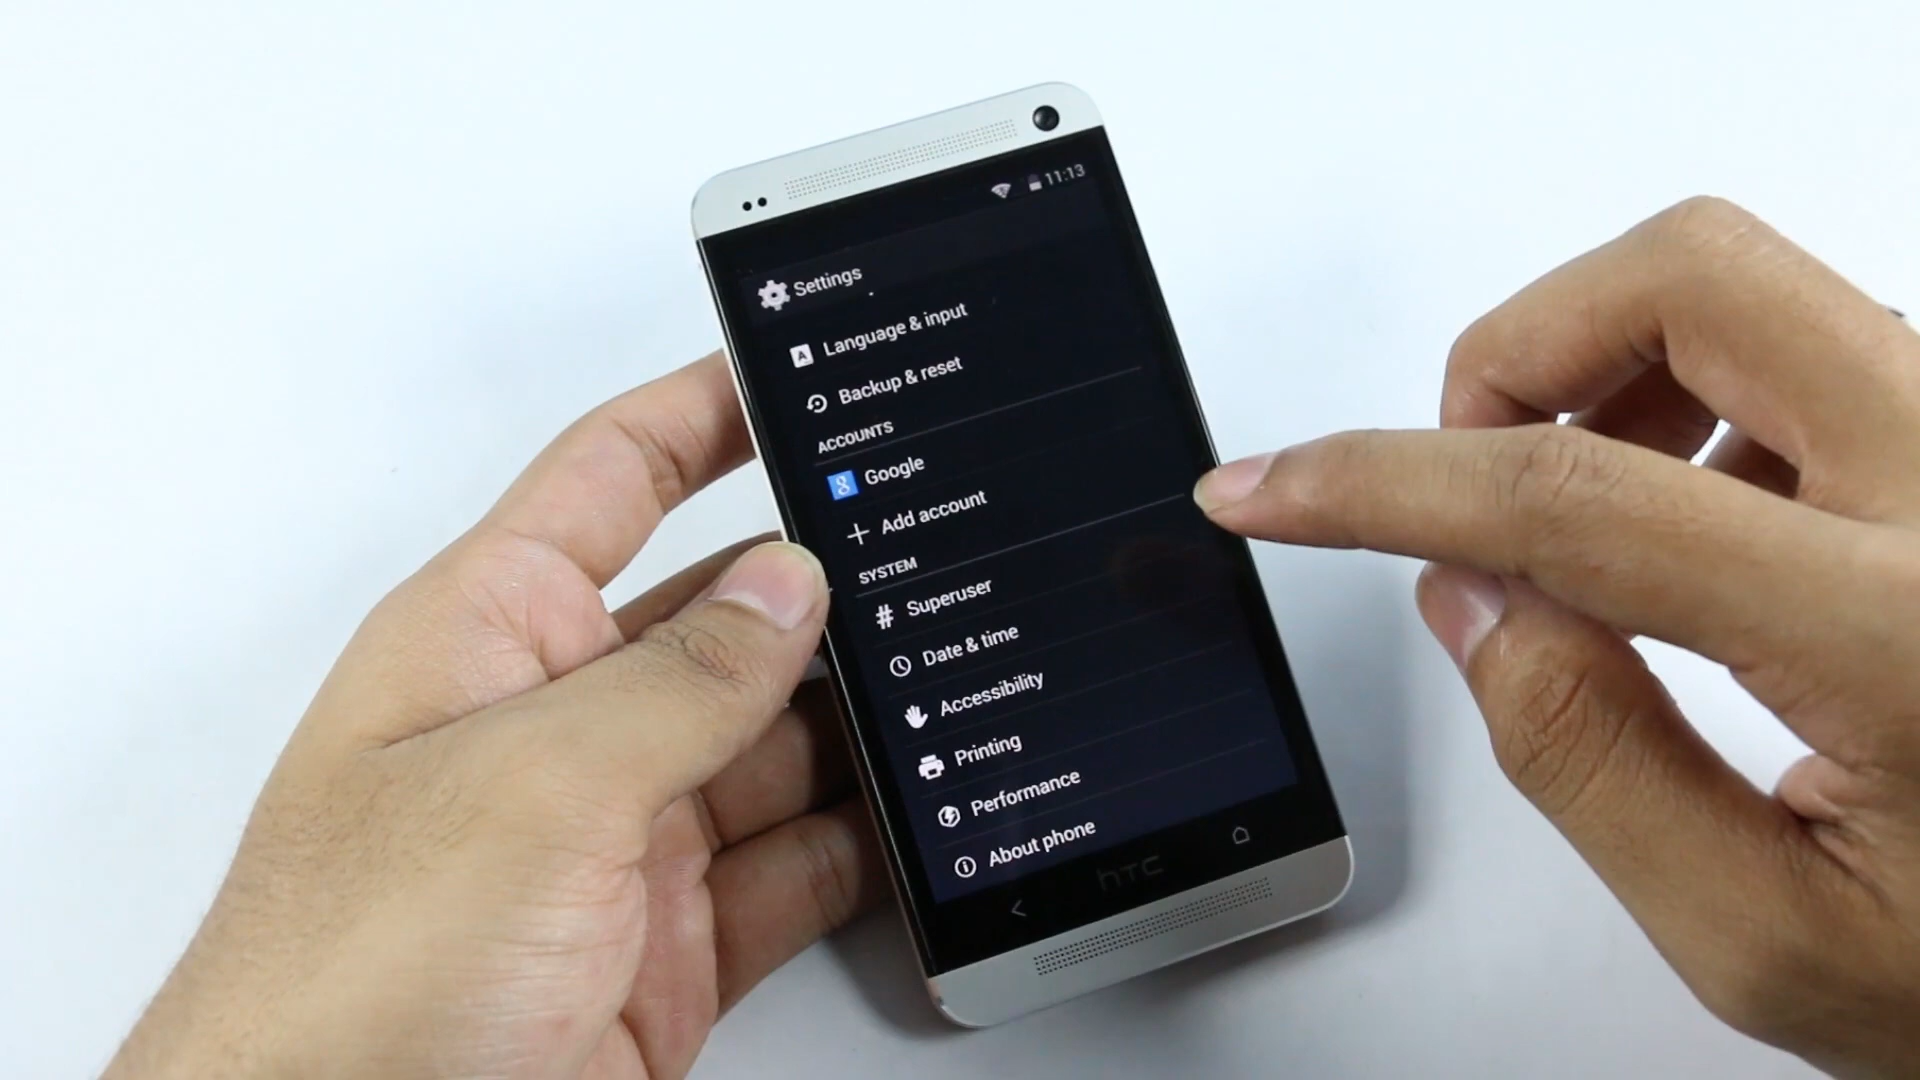 11:13
Settings
Language & input
Backup & reset
ACCOUNTS
Google
Add account
SYSTEM
Superuser
Date & time
Accessibility
Printing
Performance
About phone
hTC